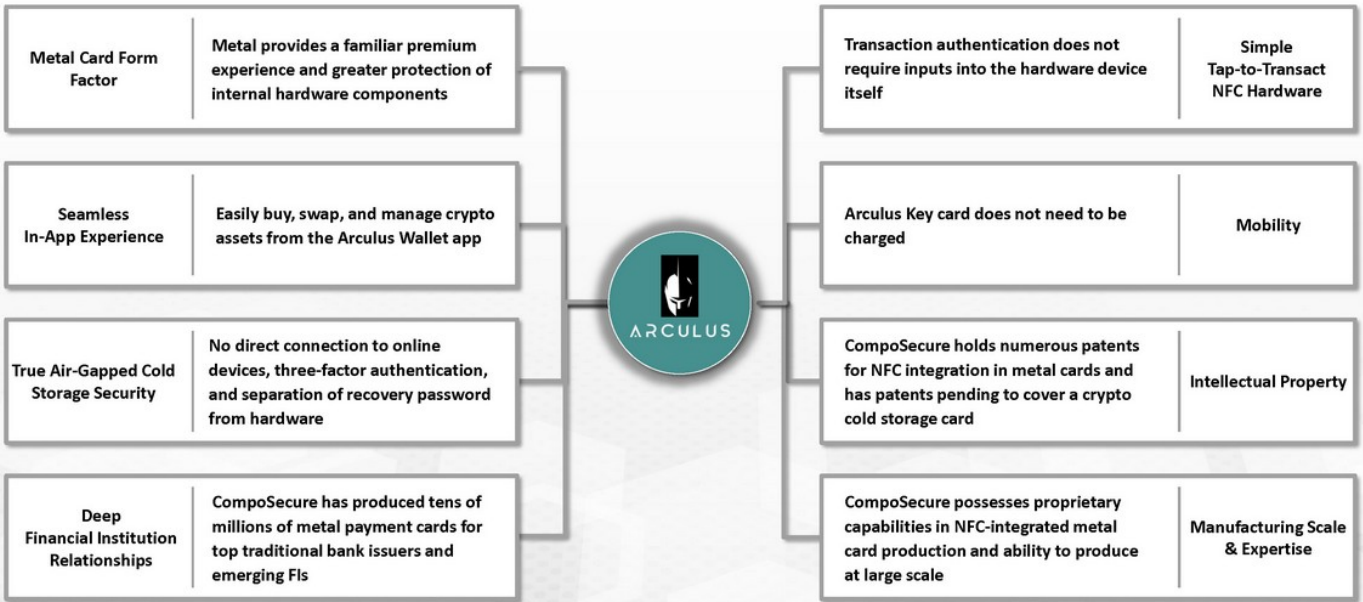 Metal Card Form
Factor
Metal provides a familiar premium
experience and greater protection of
internal hardware components
Seamless
In-App Experience
Easily buy, swap, and manage crypto
assets from the Arculus Wallet app
True Air-Gapped Cold
Storage Security
No direct connection to online
devices, three-factor authentication,
and separation of recovery password
from hardware
Deep
Financial Institution
Relationships
CompoSecure has produced tens of
millions of metal payment cards for
top traditional bank issuers and
emerging FIs
ARCULUS
Transaction authentication does not
require inputs into the hardware device
itself
Simple
Tap-to-Transact
NFC Hardware
Arculus Key card does not need to be
charged
Mobility
CompoSecure holds numerous patents
for NFC integration in metal cards and
has patents pending to cover a crypto
cold storage card
Intellectual Property
CompoSecure possesses proprietary
capabilities in NFC-integrated metal
card production and ability to produce
at large scale
Manufacturing Scale
& Expertise